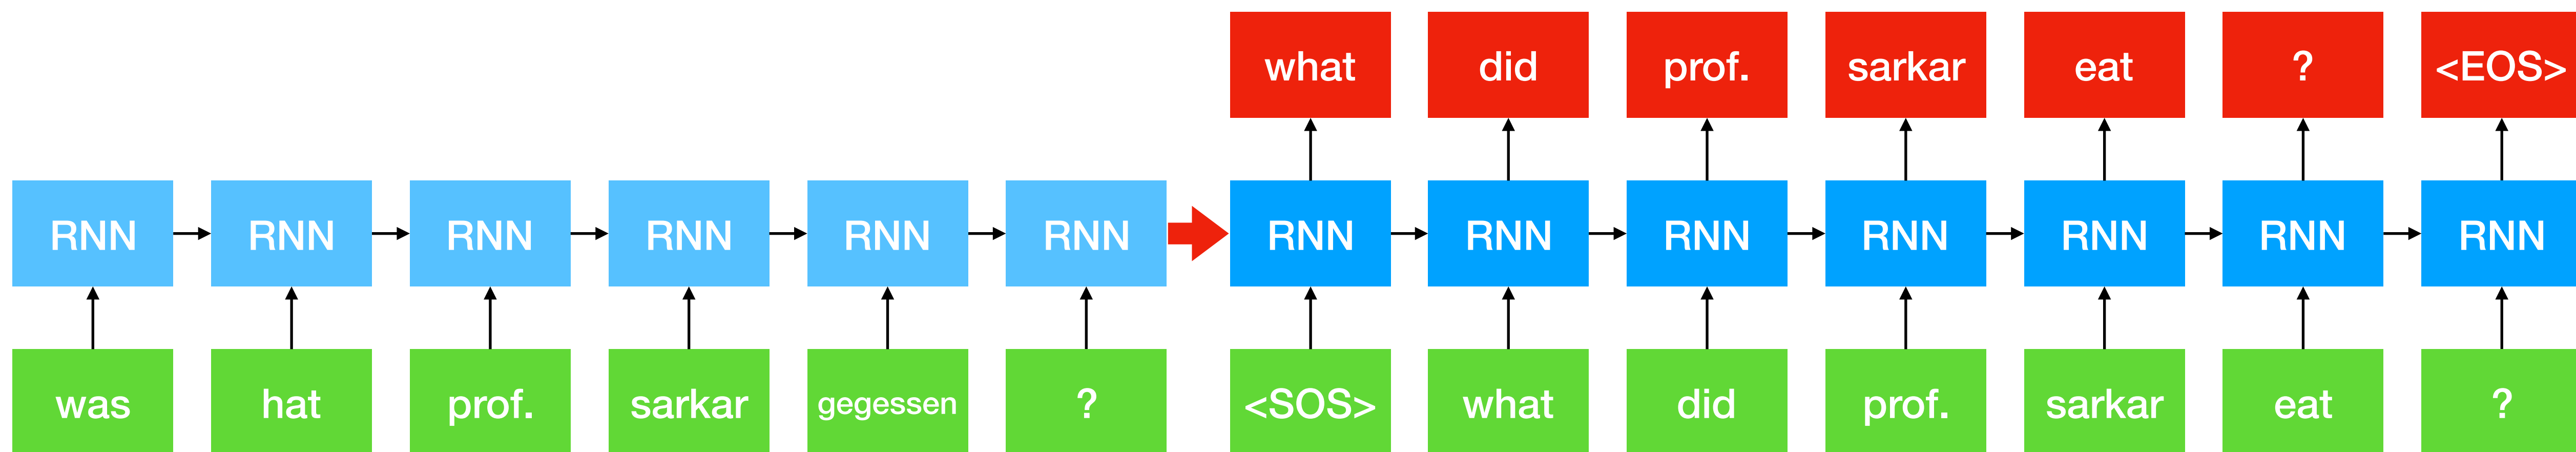 what did prof. sarkar eat ? <EOS>
RNN RNN RNN RNN RNN RNN RNN RNN RNN RNN RNN RNN RNN
was hat prof. sarkar gegessen ? <SOS> what did prof. sarkar eat ?